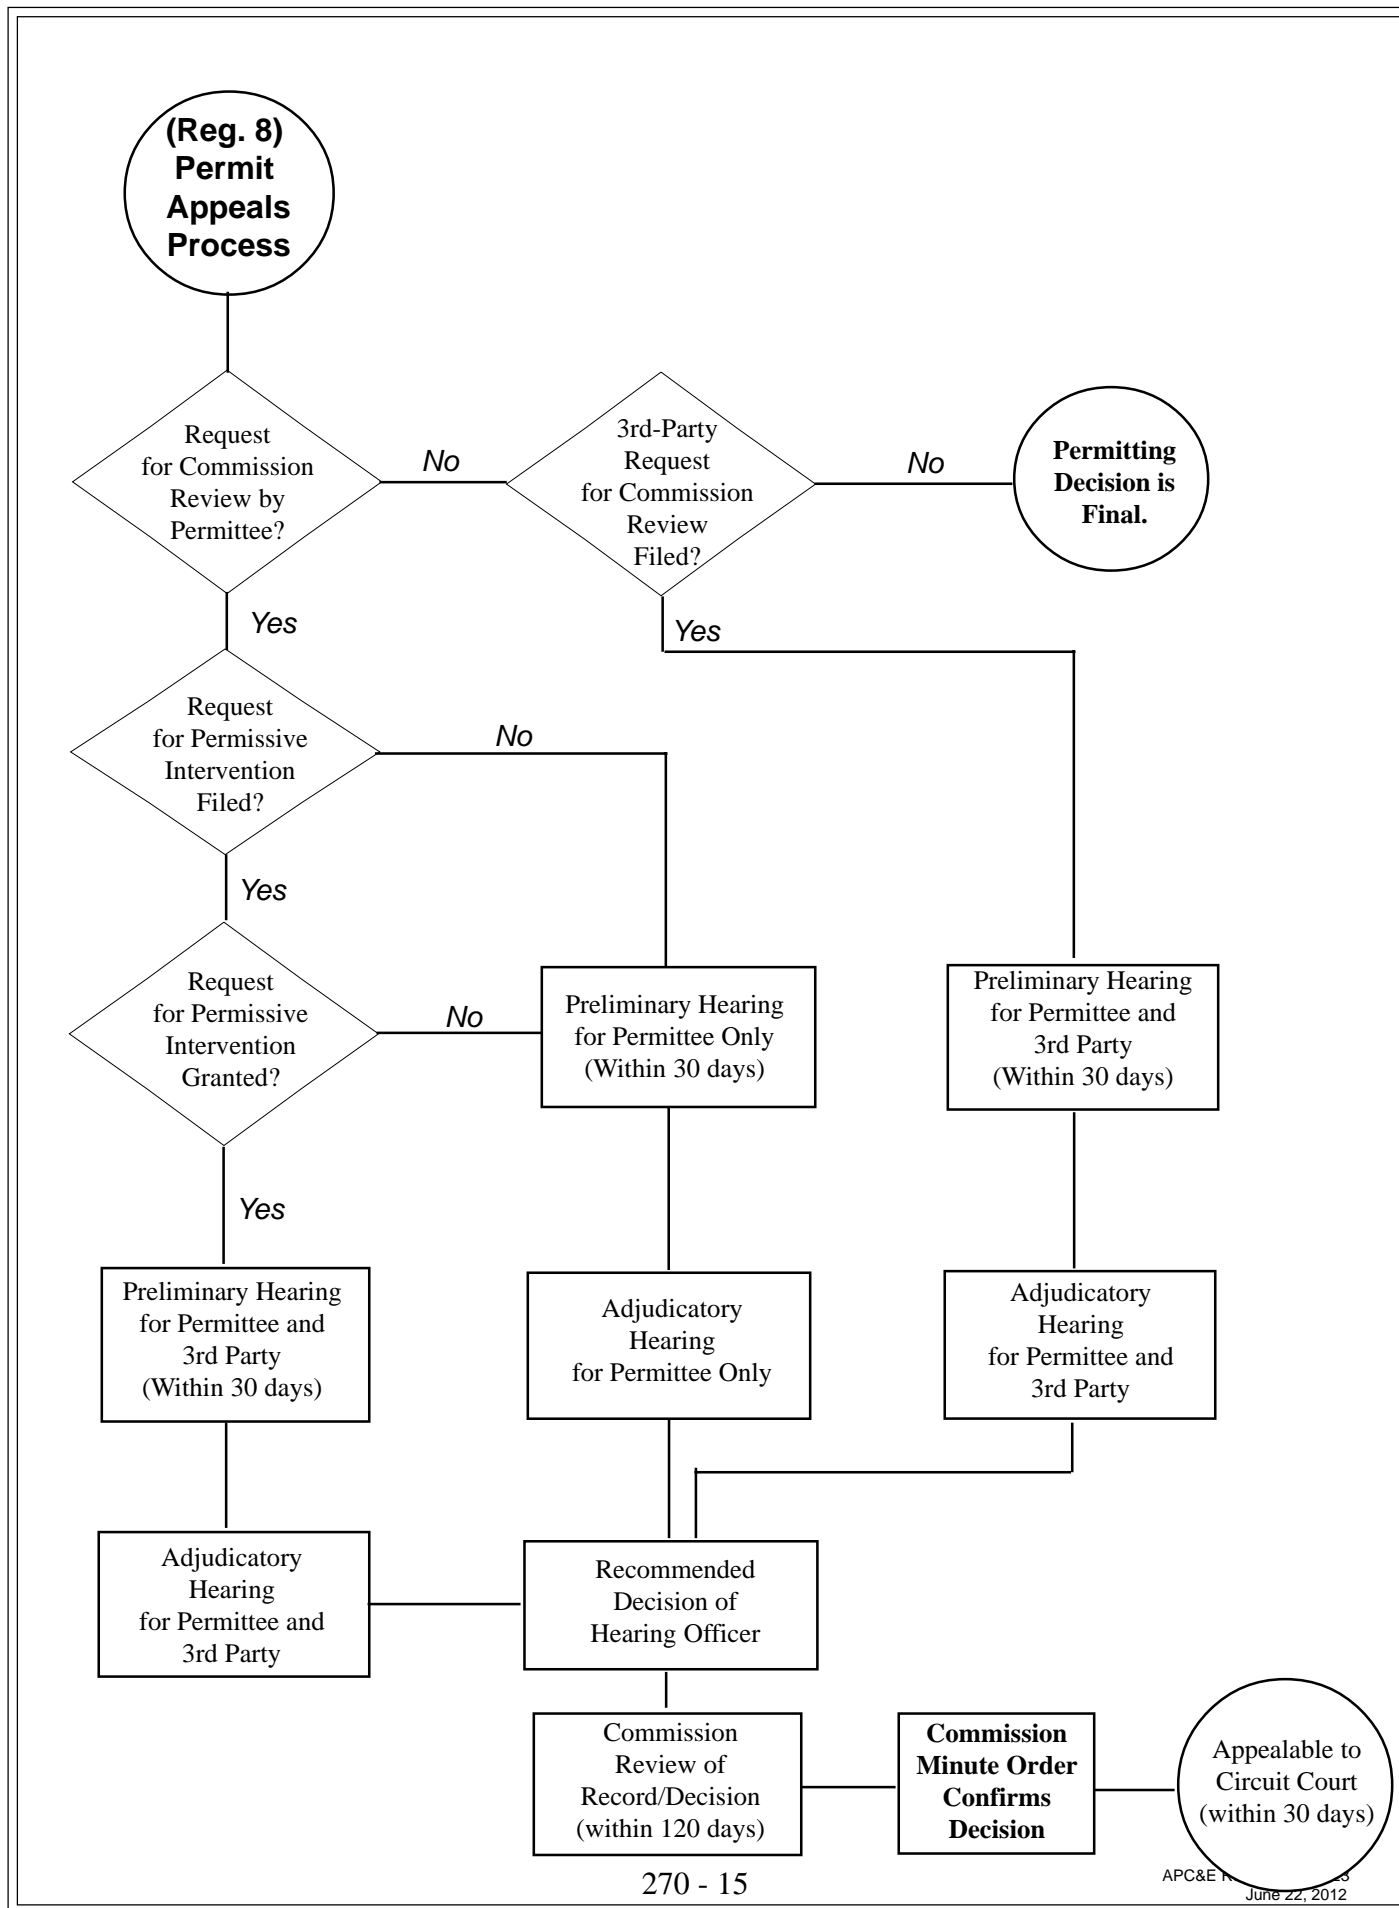 (Reg. 8)
Permit
Appeals
Process
Request
for Commission
Review by
Permittee?
No
3rd-Party
Request
for Commission
Review
Filed?
No
Permitting
Decision is
Final.
Yes
Yes
Request
for Permissive
Intervention
Filed?
No
Yes
Request
for Permissive
Intervention
Granted?
No
Preliminary Hearing
for Permittee Only
(Within 30 days)
Preliminary Hearing
for Permittee and
3rd Party
(Within 30 days)
Yes
Preliminary Hearing
for Permittee and
3rd Party
(Within 30 days)
Adjudicatory
Hearing
for Permittee Only
Adjudicatory
Hearing
for Permittee and
3rd Party
Adjudicatory
Hearing
for Permittee and
3rd Party
Recommended
Decision of
Hearing Officer
Commission
Review of
Record/Decision
(within 120 days)
Commission
Minute Order
Confirms
Decision
Appealable to
Circuit Court
(within 30 days)
270 - 15
APC&E
June 22, 2012